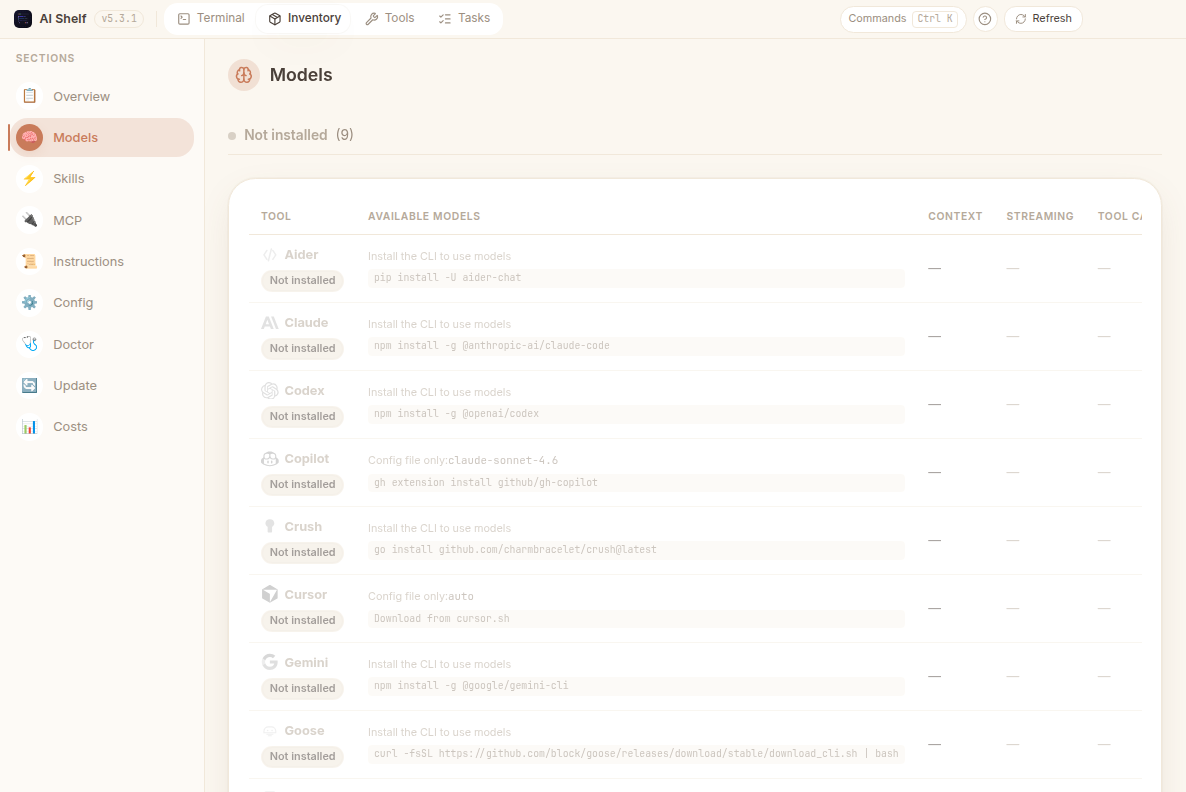 AI Shelf v5.3.1 Terminal Inventory Tools Tasks Commands Ctrl K Refresh
SECTIONS
Overview
Models
Skills
MCP
Instructions
Config
Doctor
Update
Costs
Models
Not installed (9)
TOOL AVAILABLE MODELS CONTEXT STREAMING TOOL CA
Aider
Not installed
Install the CLI to use models
pip install -U aider-chat
— — —
Claude
Not installed
Install the CLI to use models
npm install -g @anthropic-ai/claude-code
— — —
Codex
Not installed
Install the CLI to use models
npm install -g @openai/codex
— — —
Copilot
Not installed
Config file only:claude-sonnet-4.6
gh extension install github/gh-copilot
— — —
Crush
Not installed
Install the CLI to use models
go install github.com/charmbracelet/crush@latest
— — —
Cursor
Not installed
Config file only:auto
Download from cursor.sh
— — —
Gemini
Not installed
Install the CLI to use models
npm install -g @google/gemini-cli
— — —
Goose
Not installed
Install the CLI to use models
curl -fsSL https://github.com/block/goose/releases/download/stable/download_cli.sh | bash
— — —